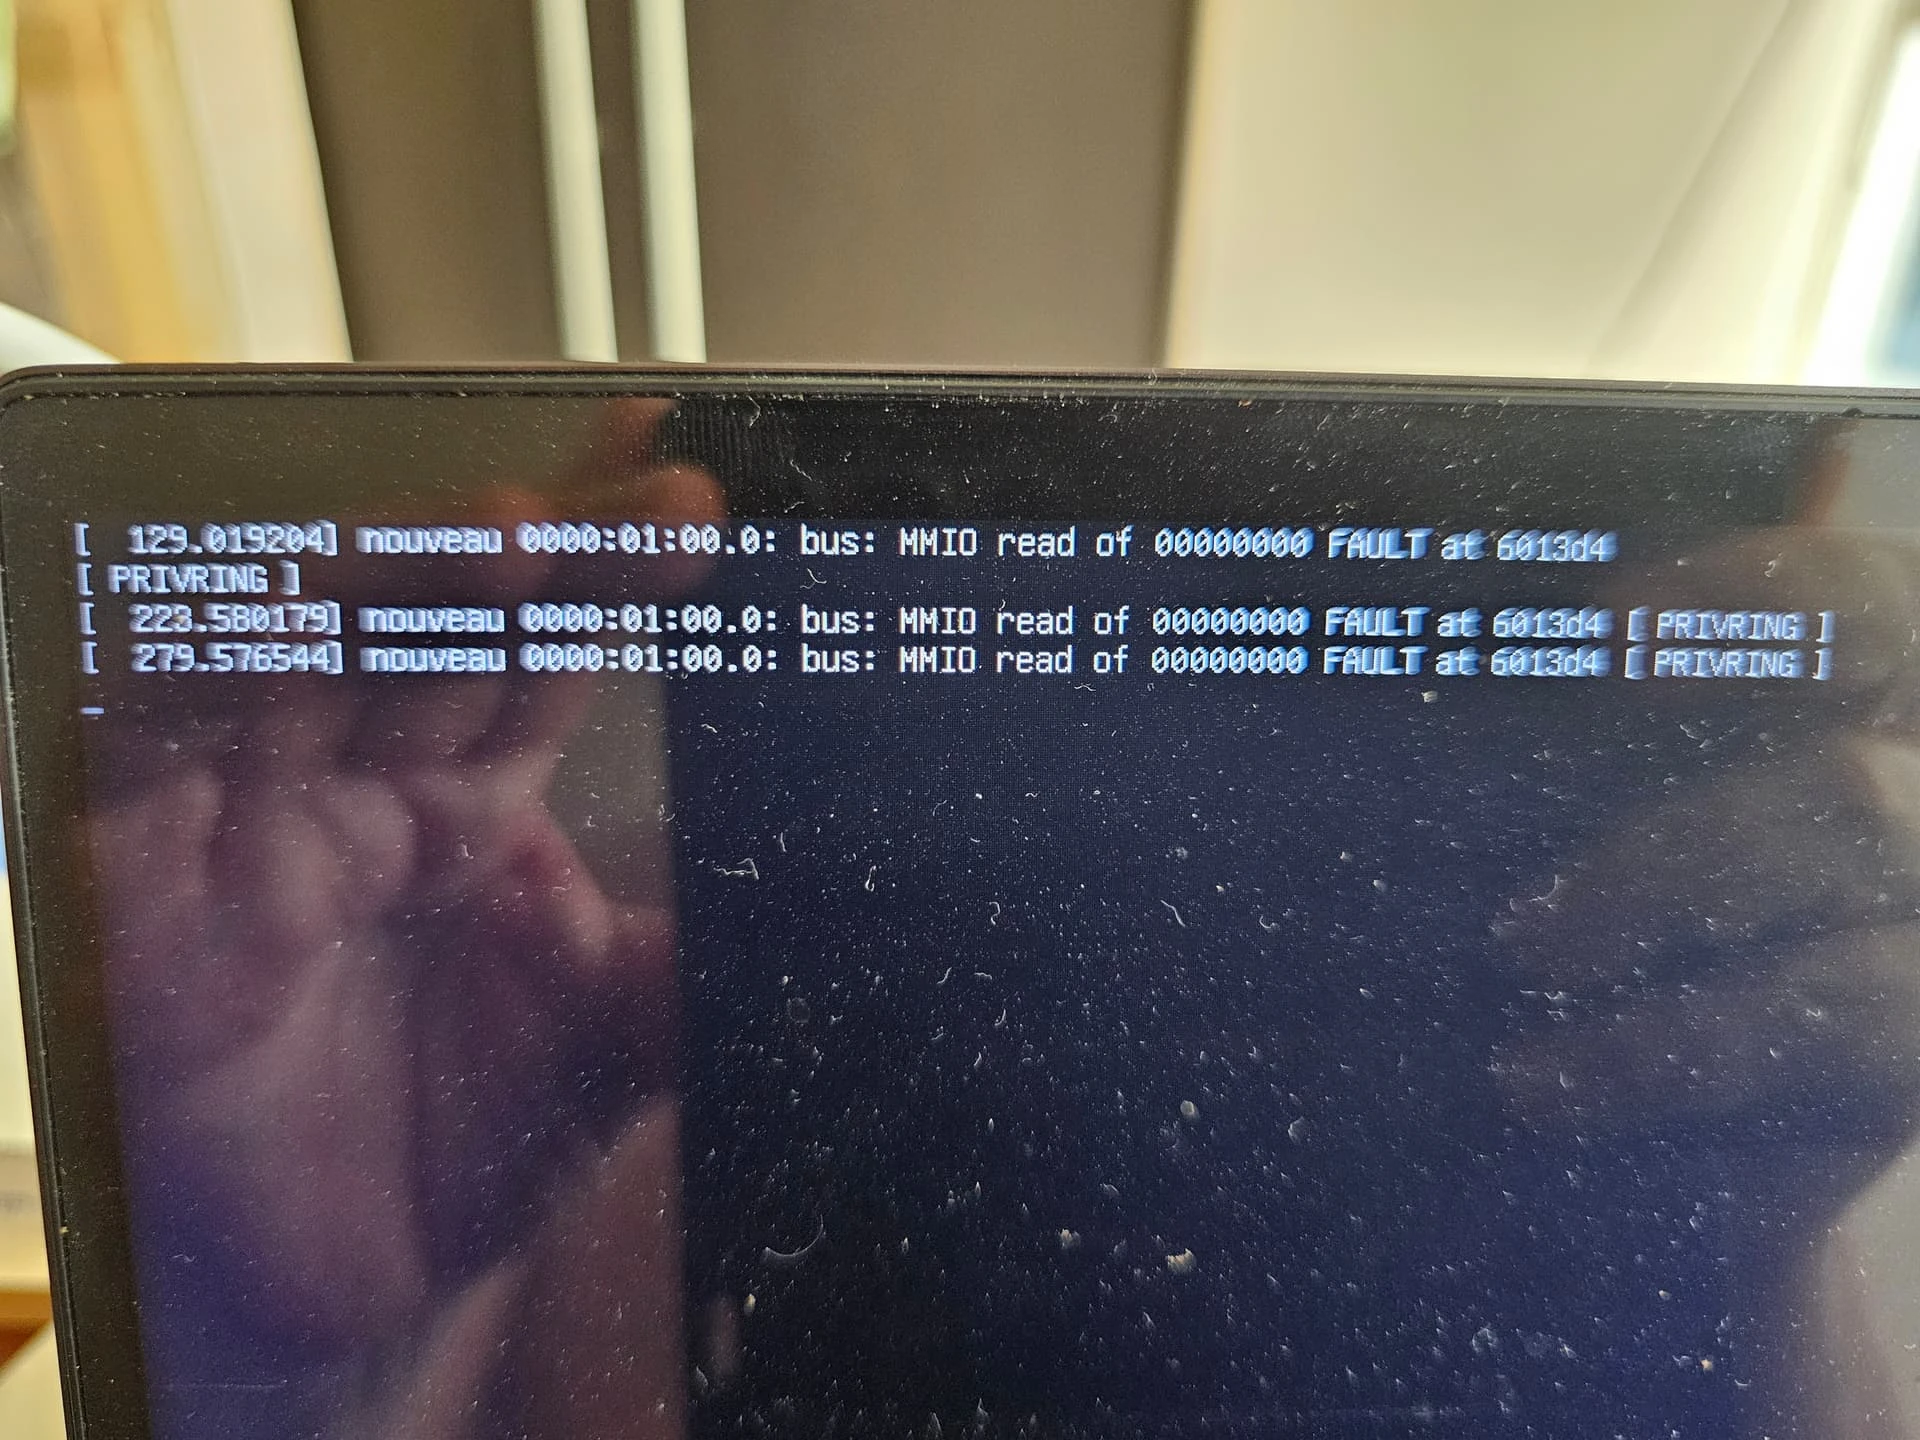 [  129.019204] nouveau 0000:01:00.0: bus: MMIO read of 00000000 FAULT at 6013d4
[ PRIVRING ]
[  223.580179] nouveau 0000:01:00.0: bus: MMIO read of 00000000 FAULT at 6013d4 [ PRIVRING ]
[  279.576544] nouveau 0000:01:00.0: bus: MMIO read of 00000000 FAULT at 6013d4 [ PRIVRING ]
_